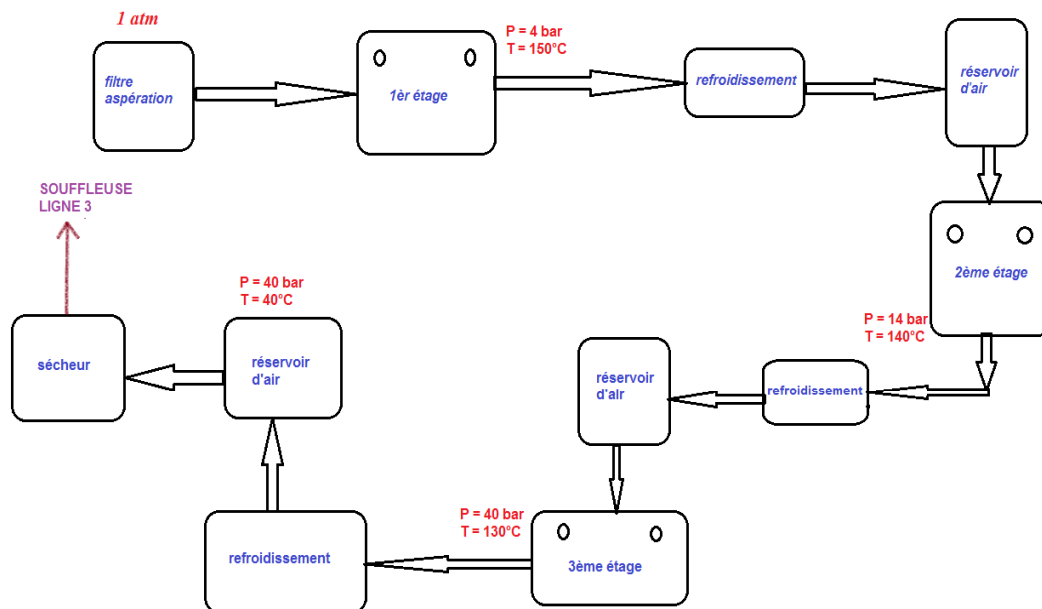 1 atm
filtre
aspération
1èr étage
P = 4 bar
T = 150°C
refroidissement
réservoir
d'air
2ème étage
P = 14 bar
T = 140°C
refroidissement
réservoir
d'air
3ème étage
P = 40 bar
T = 130°C
refroidissement
réservoir
d'air
P = 40 bar
T = 40°C
sécheur
SOUFFLEUSE
LIGNE 3